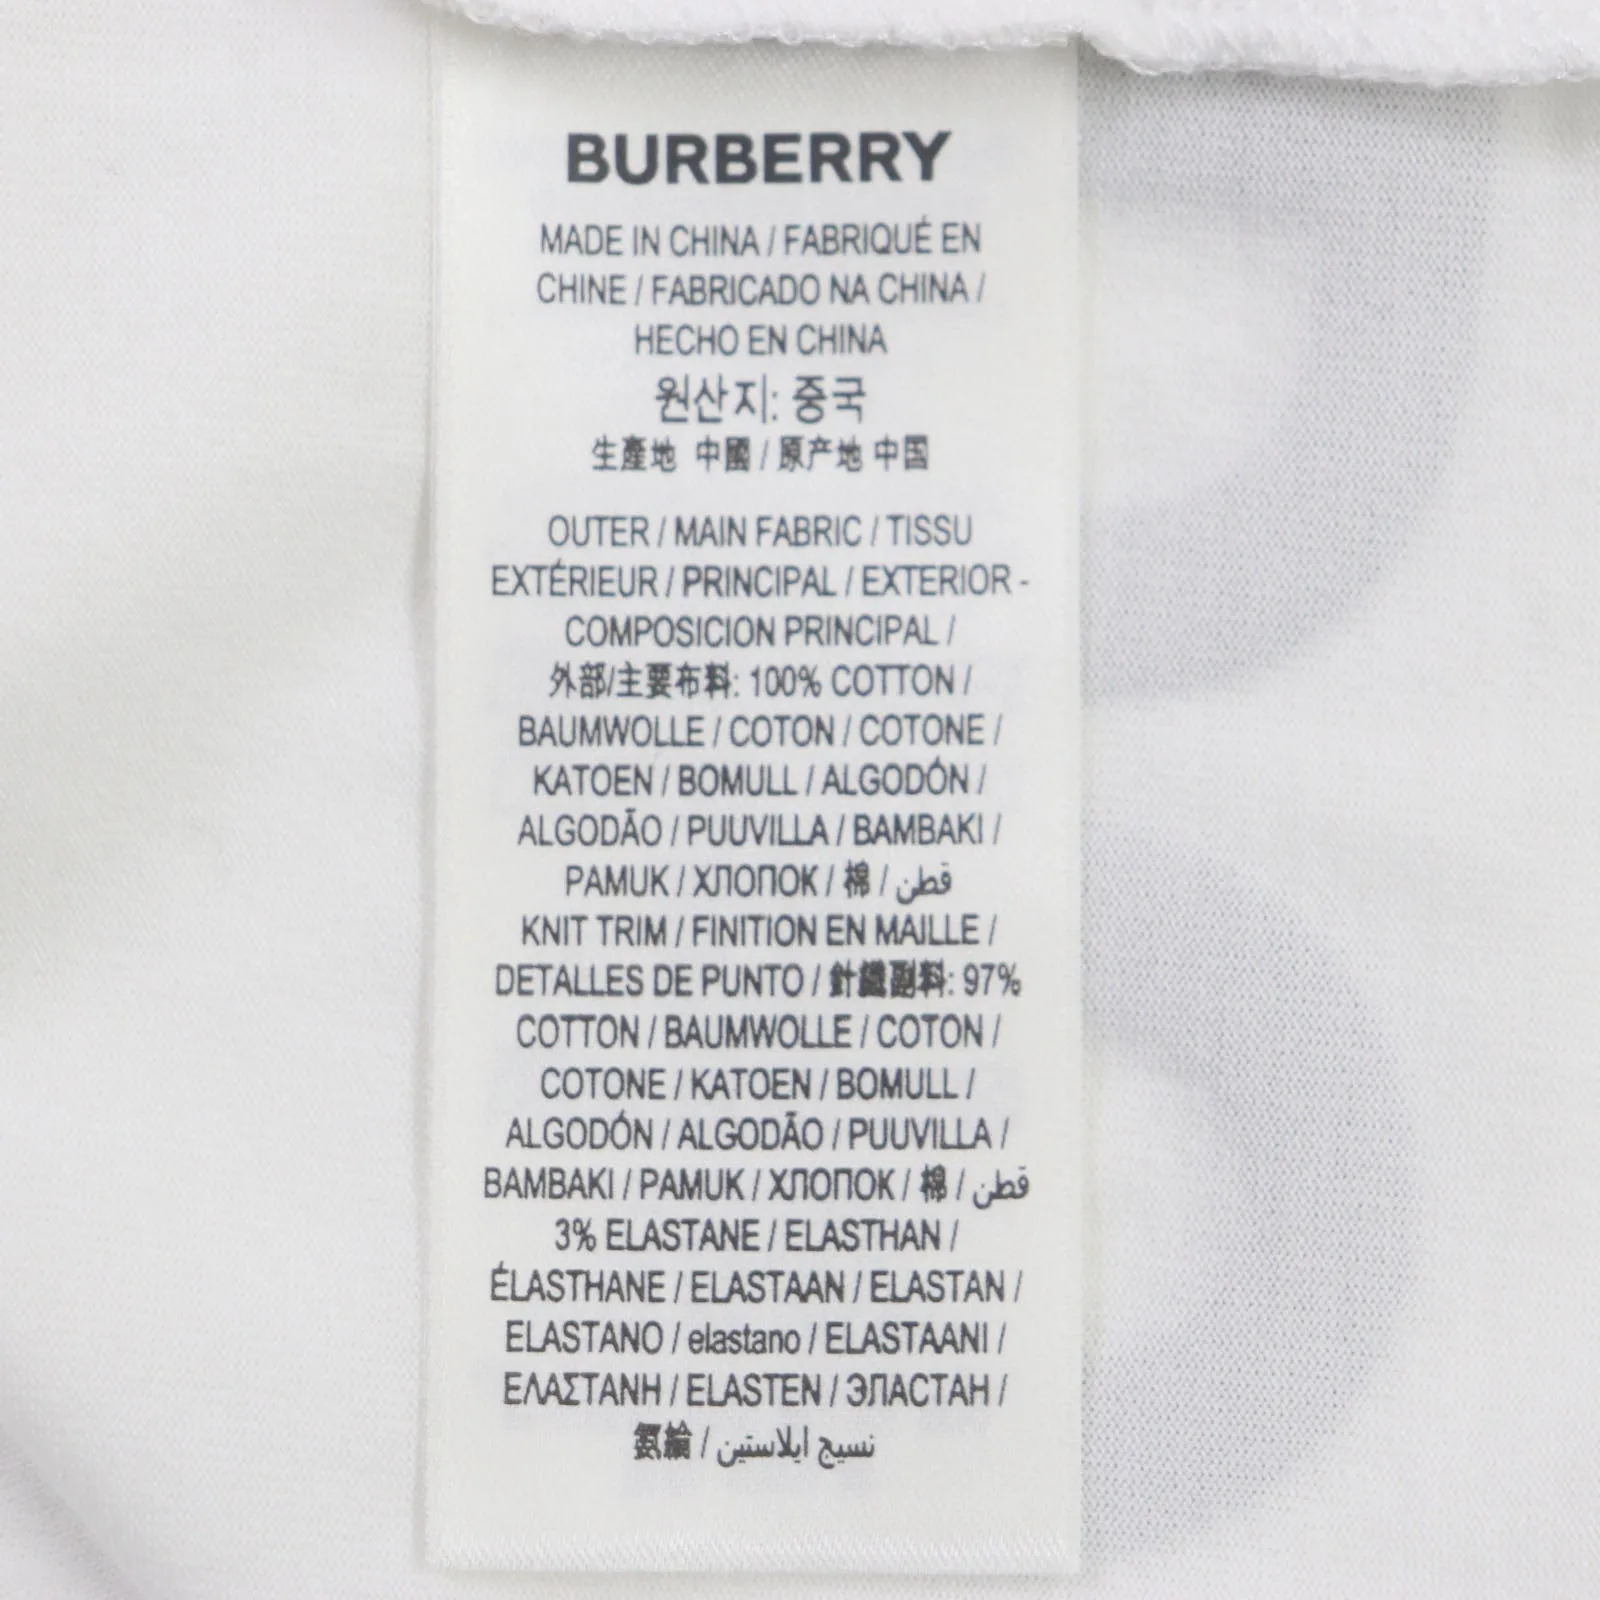 BURBERRY
MADE IN CHINA / FABRIQUÉ EN
CHINE / FABRICADO NA CHINA /
HECHO EN CHINA
원산지: 중국
生產地 中國 / 原产地 中国
OUTER / MAIN FABRIC / TISSU
EXTÉRIEUR / PRINCIPAL / EXTERIOR -
COMPOSICION PRINCIPAL /
外部/主要布料: 100% COTTON /
BAUMWOLLE / COTON / COTONE /
KATOEN / BOMULL / ALGODÓN /
ALGODÃO / PUUVILLA / BAMBAKI /
PAMUK / ХЛОПОК / 棉 / قطن
KNIT TRIM / FINITION EN MAILLE /
DETALLES DE PUNTO / 針織副料: 97%
COTTON / BAUMWOLLE / COTON /
COTONE / KATOEN / BOMULL /
ALGODÓN / ALGODÃO / PUUVILLA /
BAMBAKI / PAMUK / ХЛОПОК / 棉 / قطن
3% ELASTANE / ELASTHAN /
ÉLASTHANE / ELASTAAN / ELASTAN /
ELASTANO / elastano / ELASTAANI /
ΕΛΑΣΤΑΝΗ / ELASTEN / ЭЛАСТАН /
氨綸 / نسيج ايلاستين